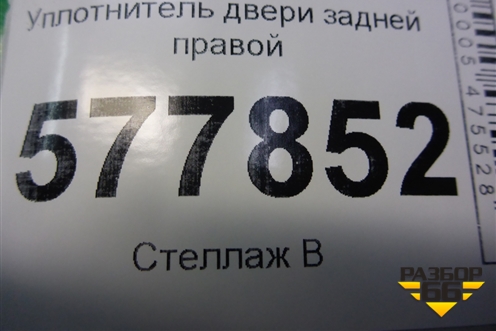 Уплотнитель двери задней
правой
577852
Стеллаж В
РАЗБОР
66